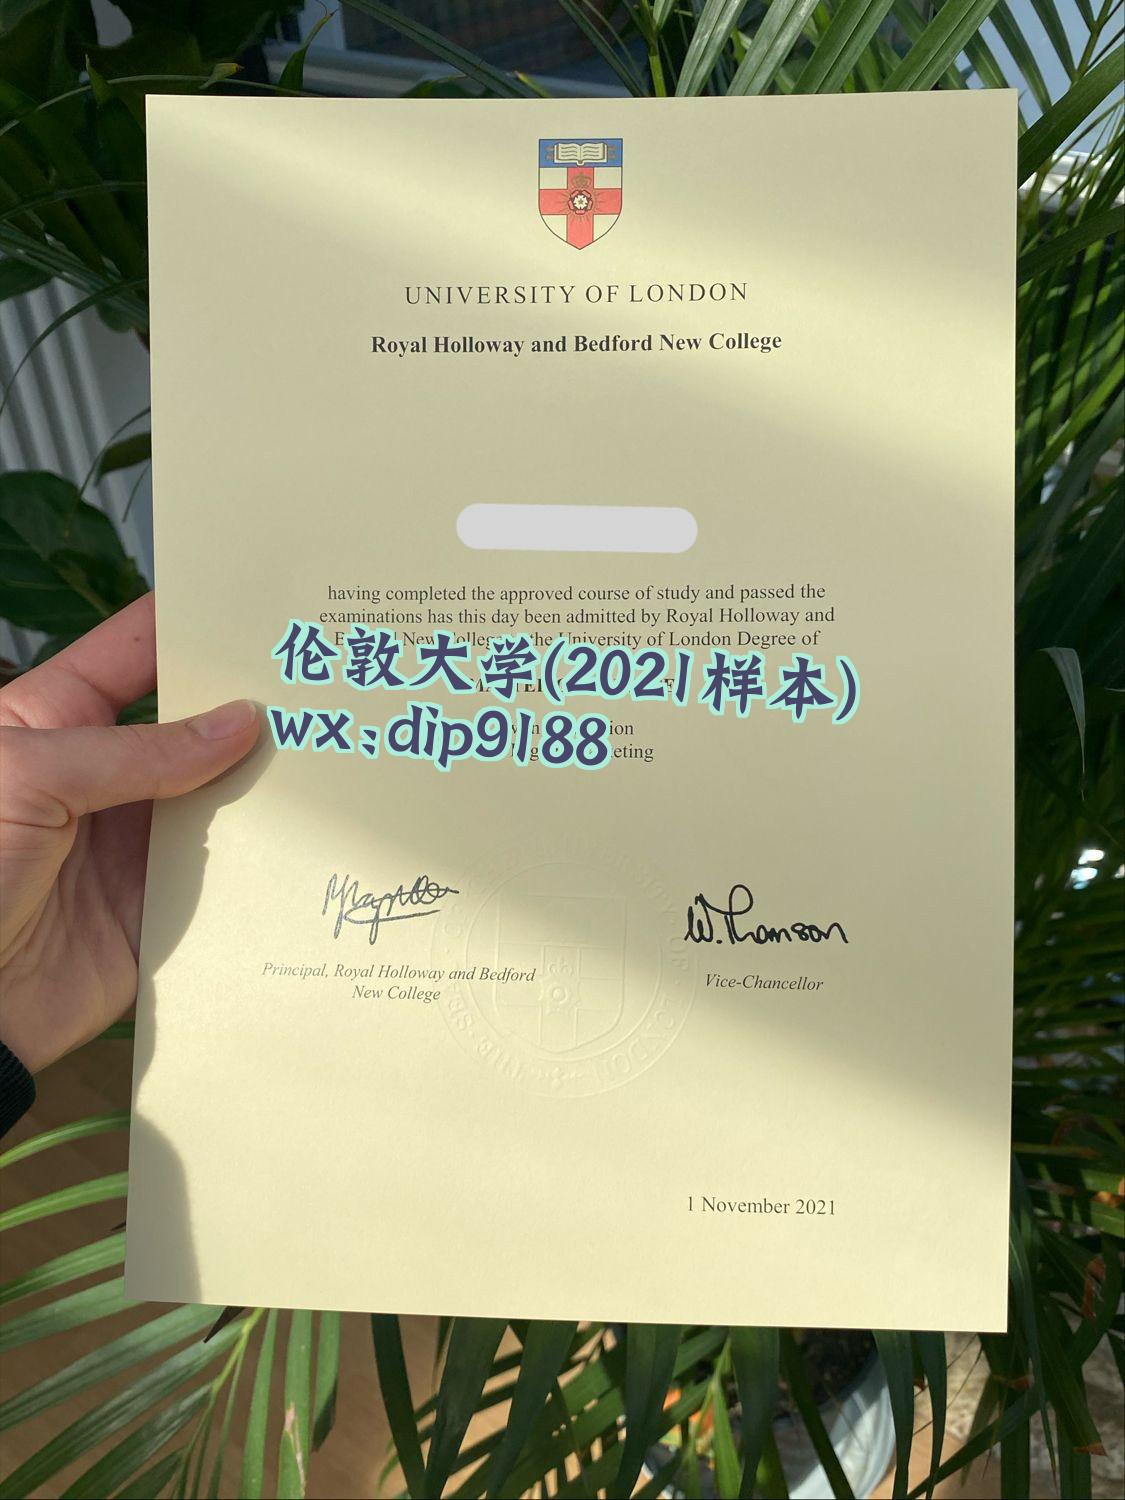 UNIVERSITY OF LONDON
Royal Holloway and Bedford New College
having completed the approved course of study and passed the
examinations has this day been admitted by Royal Holloway and
New the University of London Degree of
伦敦大学(2021样本)
wx:dip9188
Principal, Royal Holloway and Bedford
New College
W. Thomson
Vice-Chancellor
1 November 2021